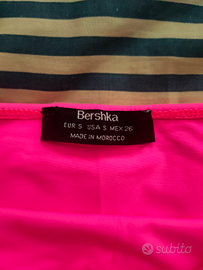 Bershka
EUR S USA S MEX 26
MADE IN MOROCCO
subito